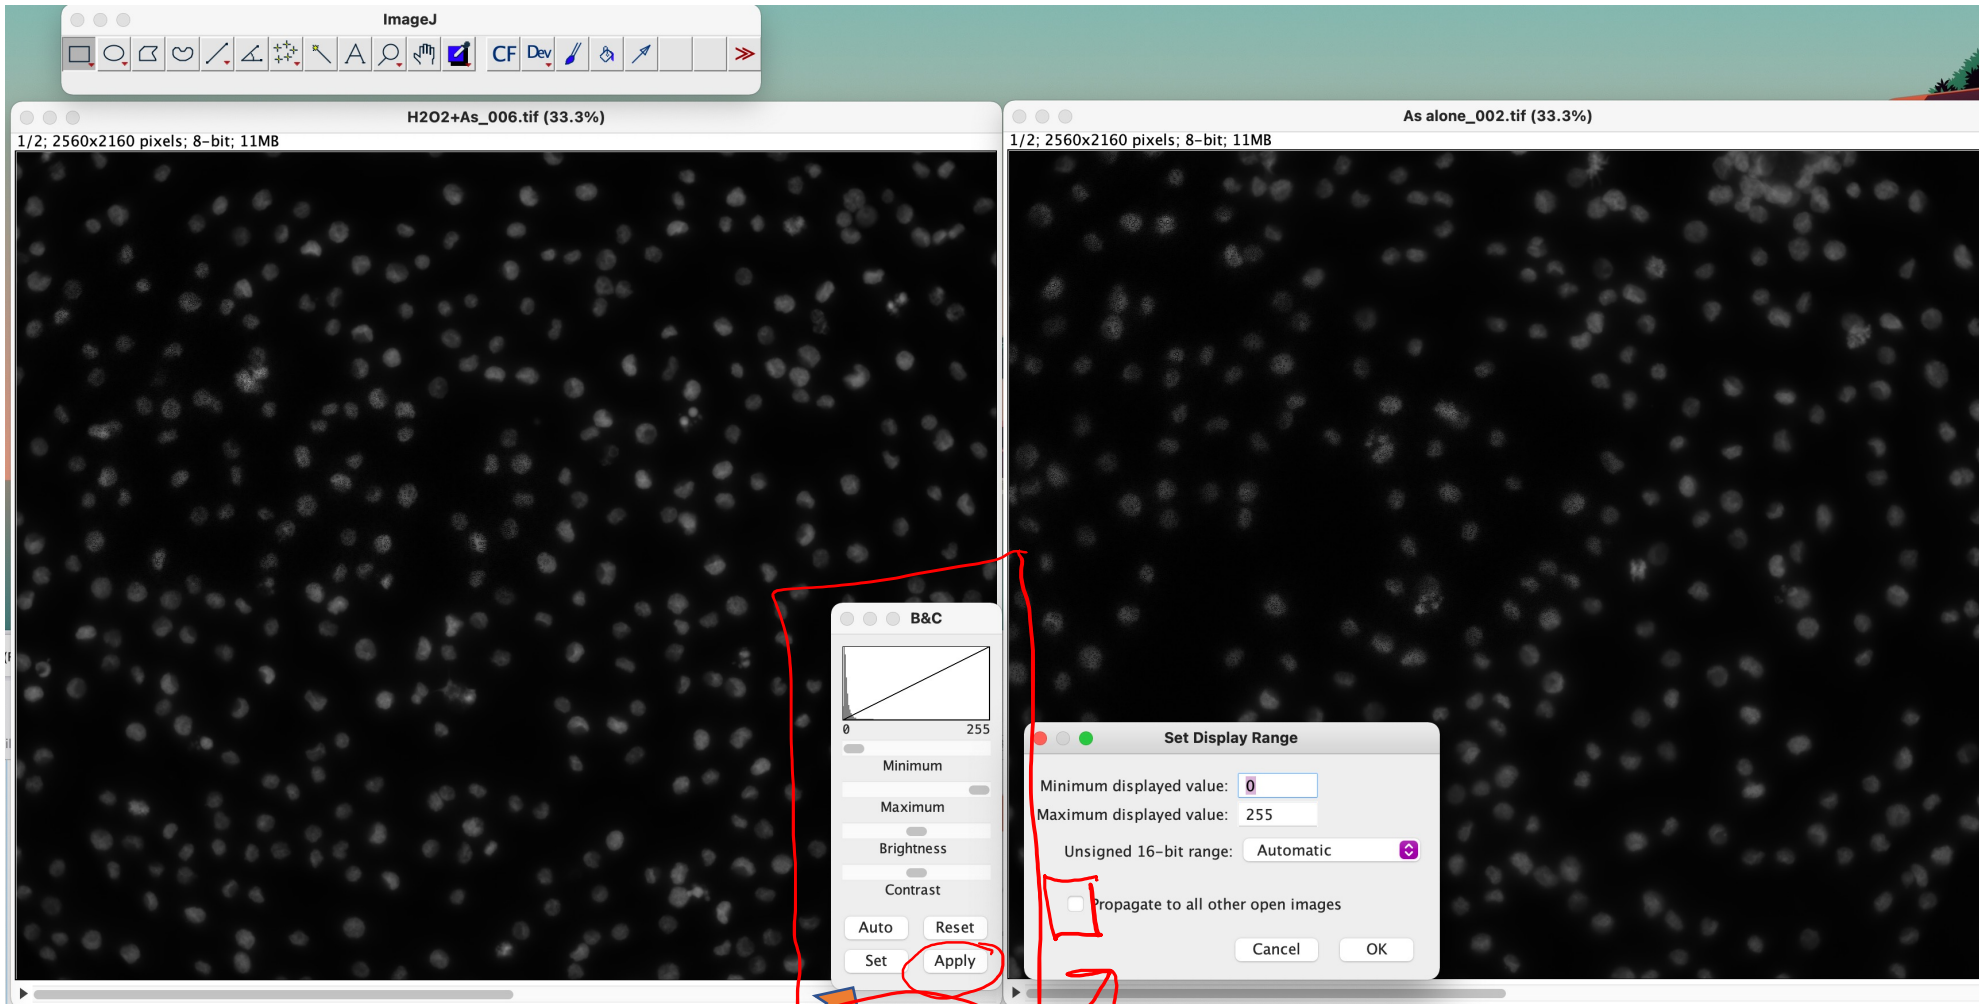 ImageJ
A CF Dev
H2O2+As_006.tif (33.3%)
1/2; 2560x2160 pixels; 8-bit; 11MB
As alone_002.tif (33.3%)
1/2; 2560x2160 pixels; 8-bit; 11MB
B&C
0 255
Minimum
Maximum
Brightness
Contrast
Auto Reset
Set Apply
Set Display Range
Minimum displayed value: 0
Maximum displayed value: 255
Unsigned 16-bit range: Automatic
Propagate to all other open images
Cancel OK